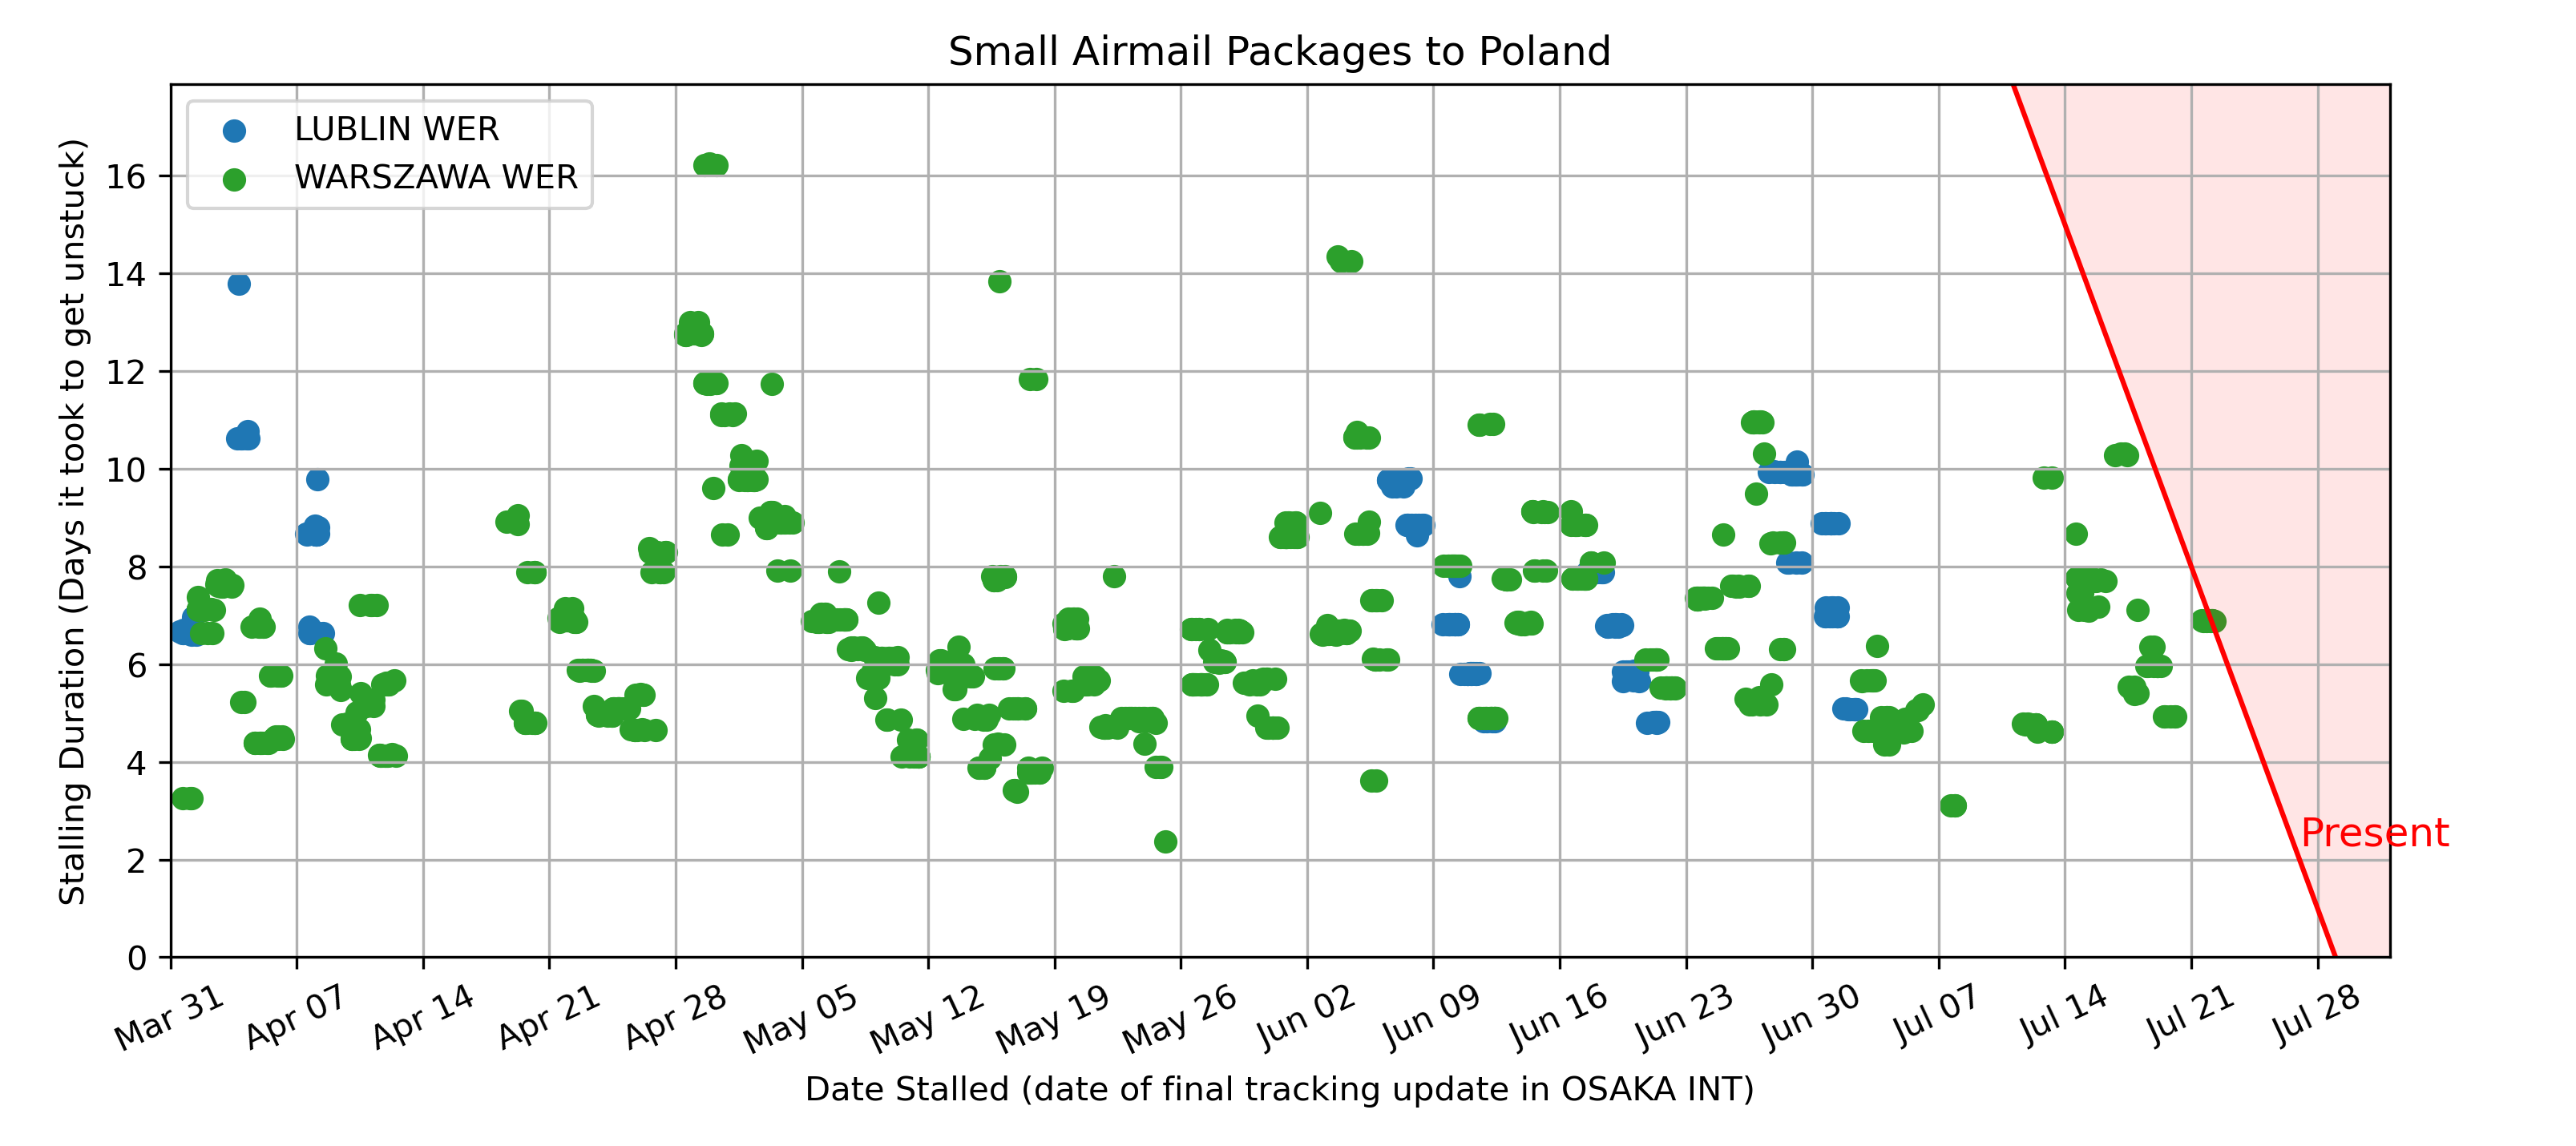 Small Airmail Packages to Poland
LUBLIN WER
WARSZAWA WER
Stalling Duration (Days it took to get unstuck)
16
14
12
10
8
6
4
2
0
Present
Mar 31
Apr 07
Apr 14
Apr 21
Apr 28
May 05
May 12
May 19
May 26
Jun 02
Jun 09
Jun 16
Jun 23
Jun 30
Jul 07
Jul 14
Jul 21
Jul 28
Date Stalled (date of final tracking update in OSAKA INT)